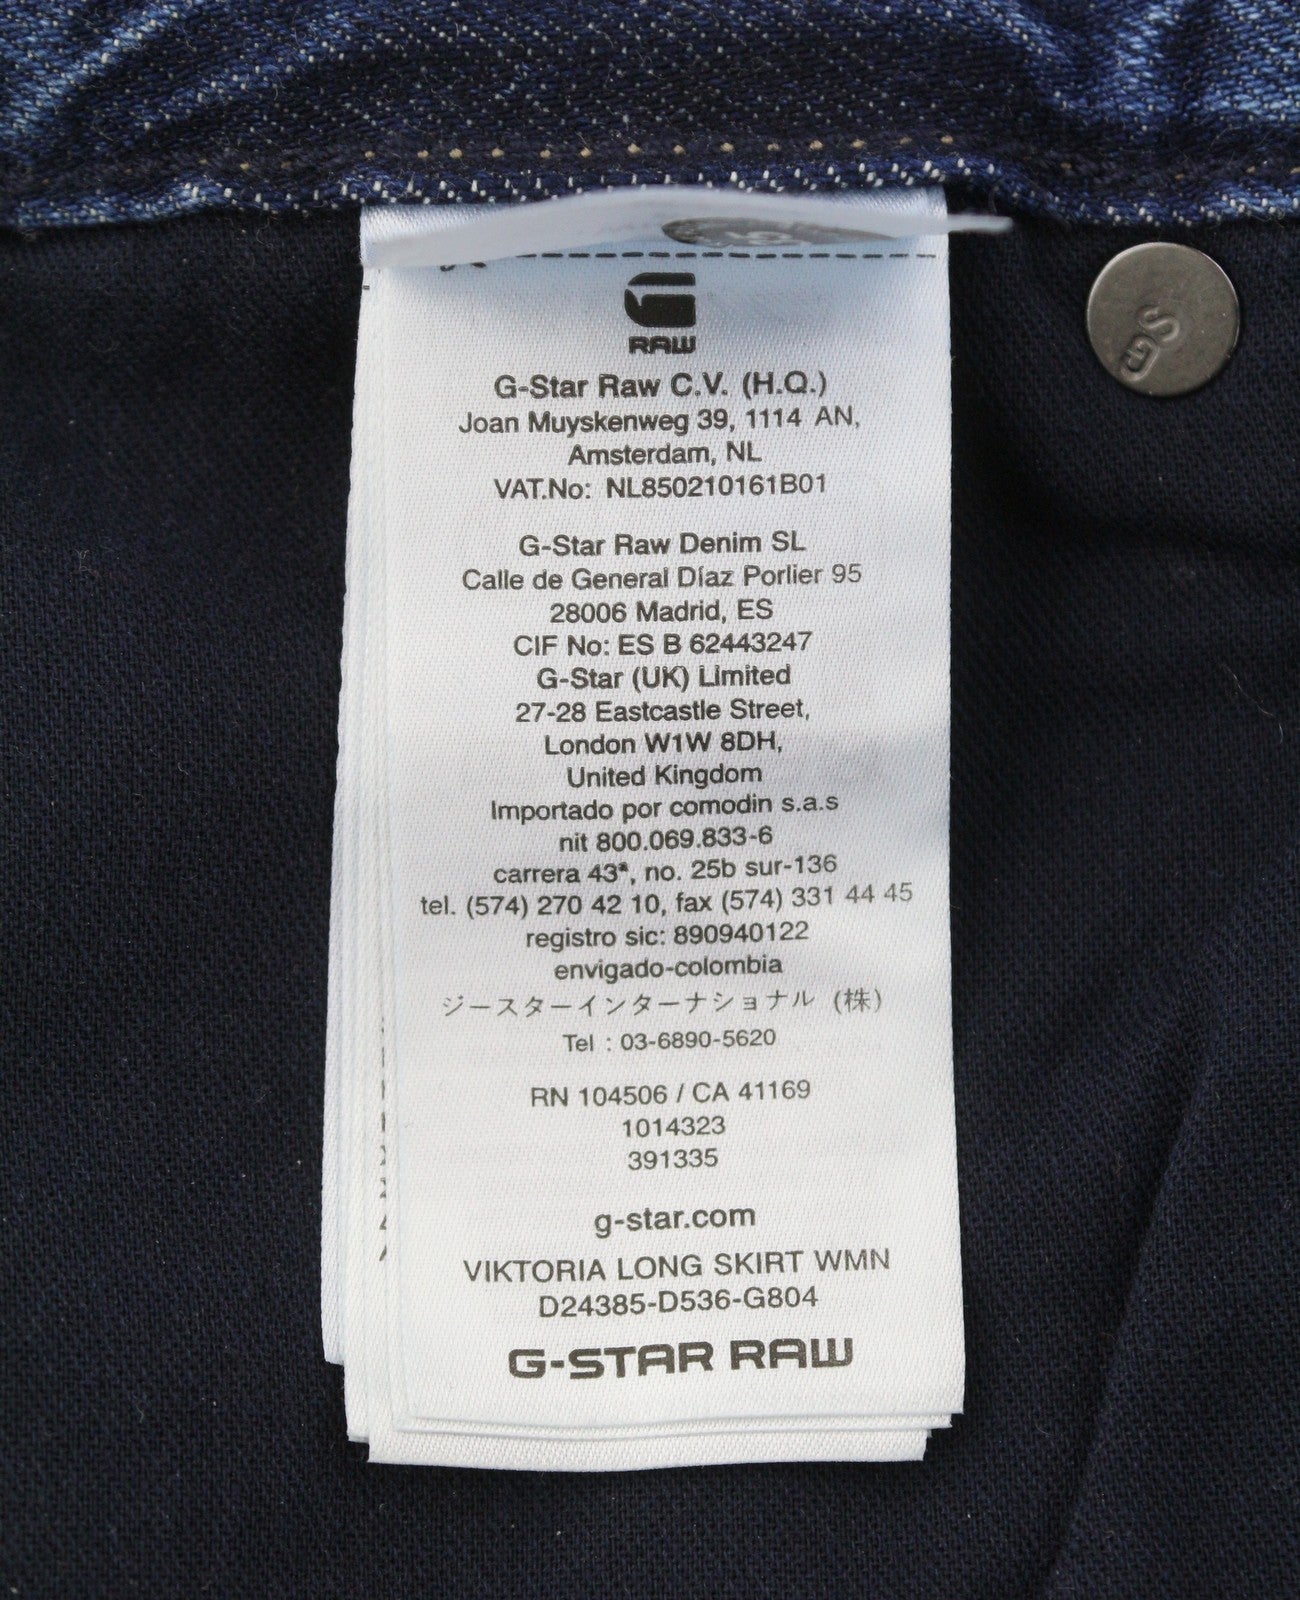 RAW
G-Star Raw C.V. (H.Q.)
Joan Muyskenweg 39, 1114 AN,
Amsterdam, NL
VAT.No: NL850210161B01
G-Star Raw Denim SL
Calle de General Díaz Porlier 95
28006 Madrid, ES
CIF No: ES B 62443247
G-Star (UK) Limited
27-28 Eastcastle Street,
London W1W 8DH,
United Kingdom
Importado por comodin s.a.s
nit 800.069.833-6
carrera 43ª, no. 25b sur-136
tel. (574) 270 42 10, fax (574) 331 44 45
registro sic: 890940122
envigado-colombia
ジースターインターナショナル (株)
Tel : 03-6890-5620
RN 104506 / CA 41169
1014323
391335
g-star.com
VIKTORIA LONG SKIRT WMN
D24385-D536-G804
G-STAR RAW